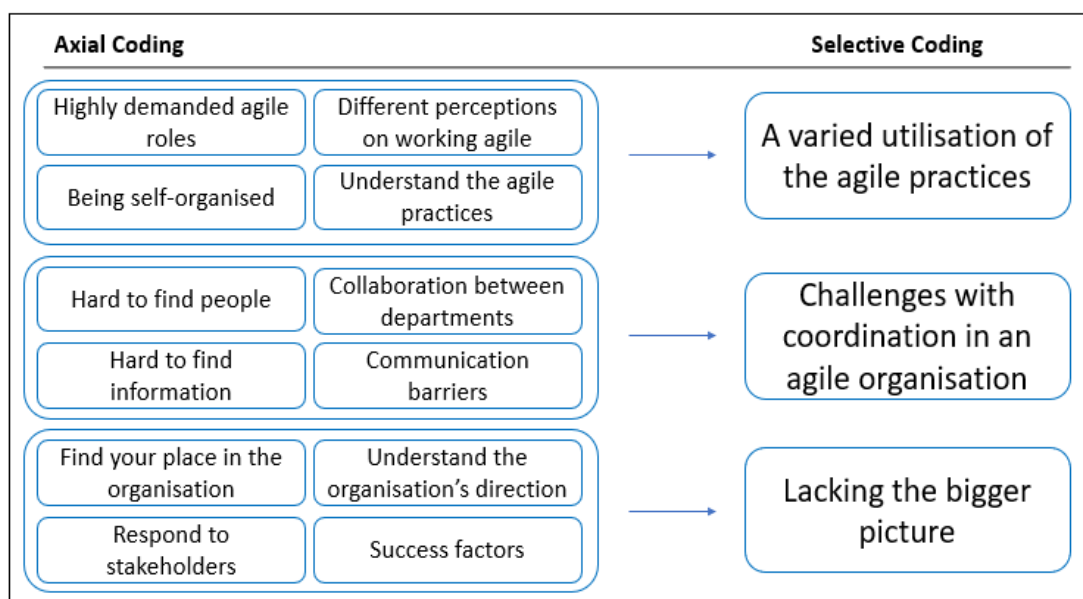 Axial Coding
Selective Coding
Highly demanded agile
roles
Different perceptions
on working agile
Being self-organised
Understand the agile
practices
A varied utilisation of
the agile practices
Hard to find people
Collaboration between
departments
Hard to find
information
Communication
barriers
Challenges with
coordination in an
agile organisation
Find your place in the
organisation
Understand the
organisation’s direction
Respond to
stakeholders
Success factors
Lacking the bigger
picture